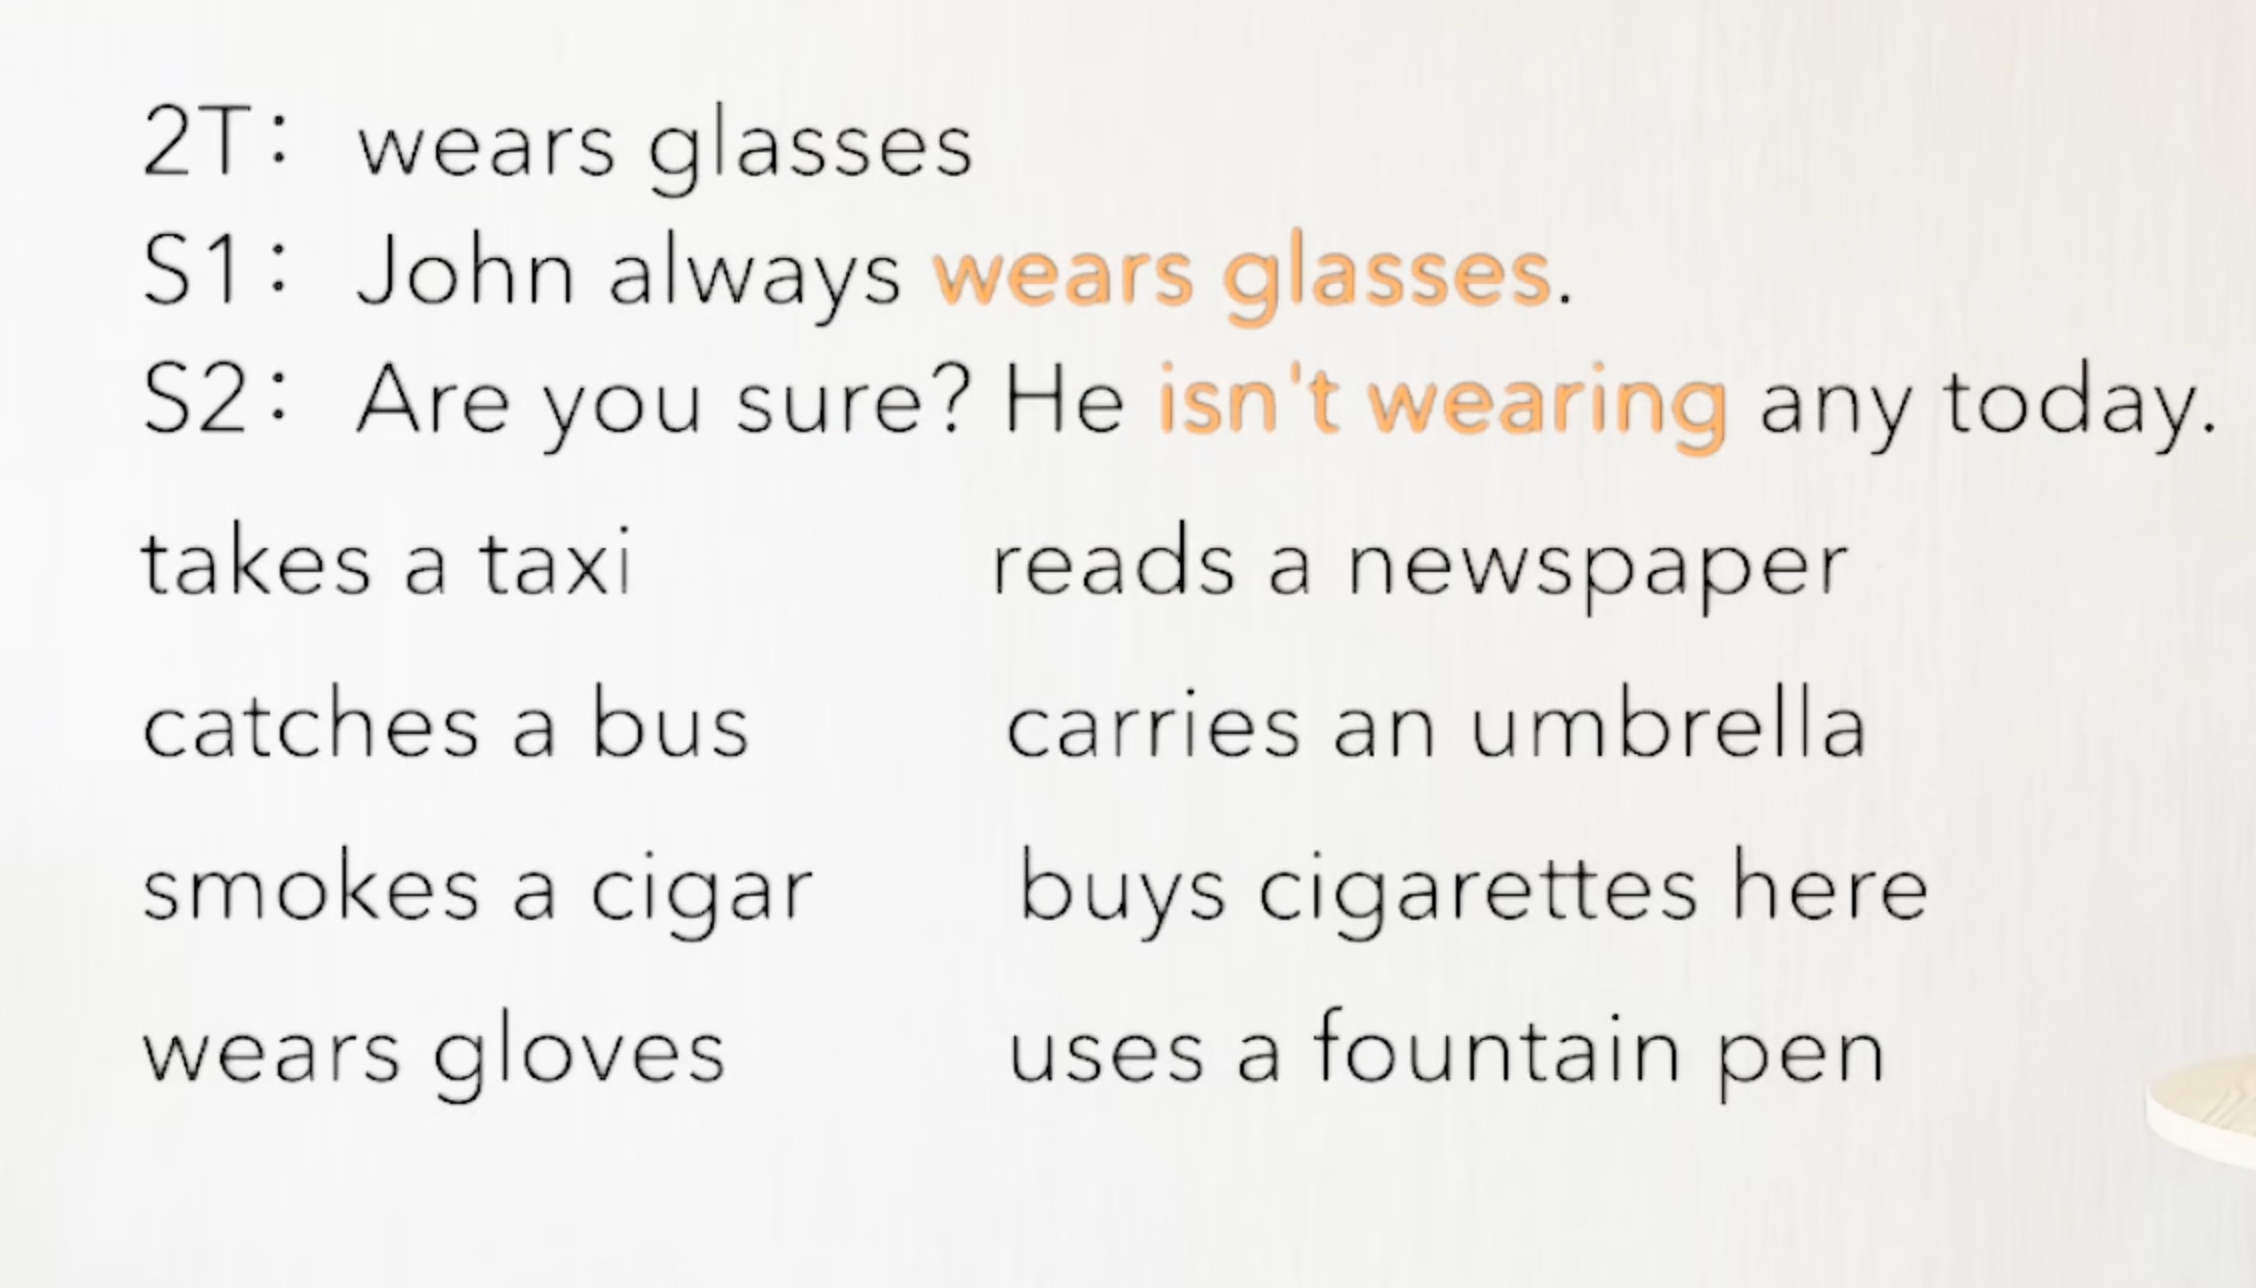 2T: wears glasses
S1: John always wears glasses.
S2: Are you sure? He isn't wearing any today.
takes a taxi reads a newspaper
catches a bus carries an umbrella
smokes a cigar buys cigarettes here
wears gloves uses a fountain pen